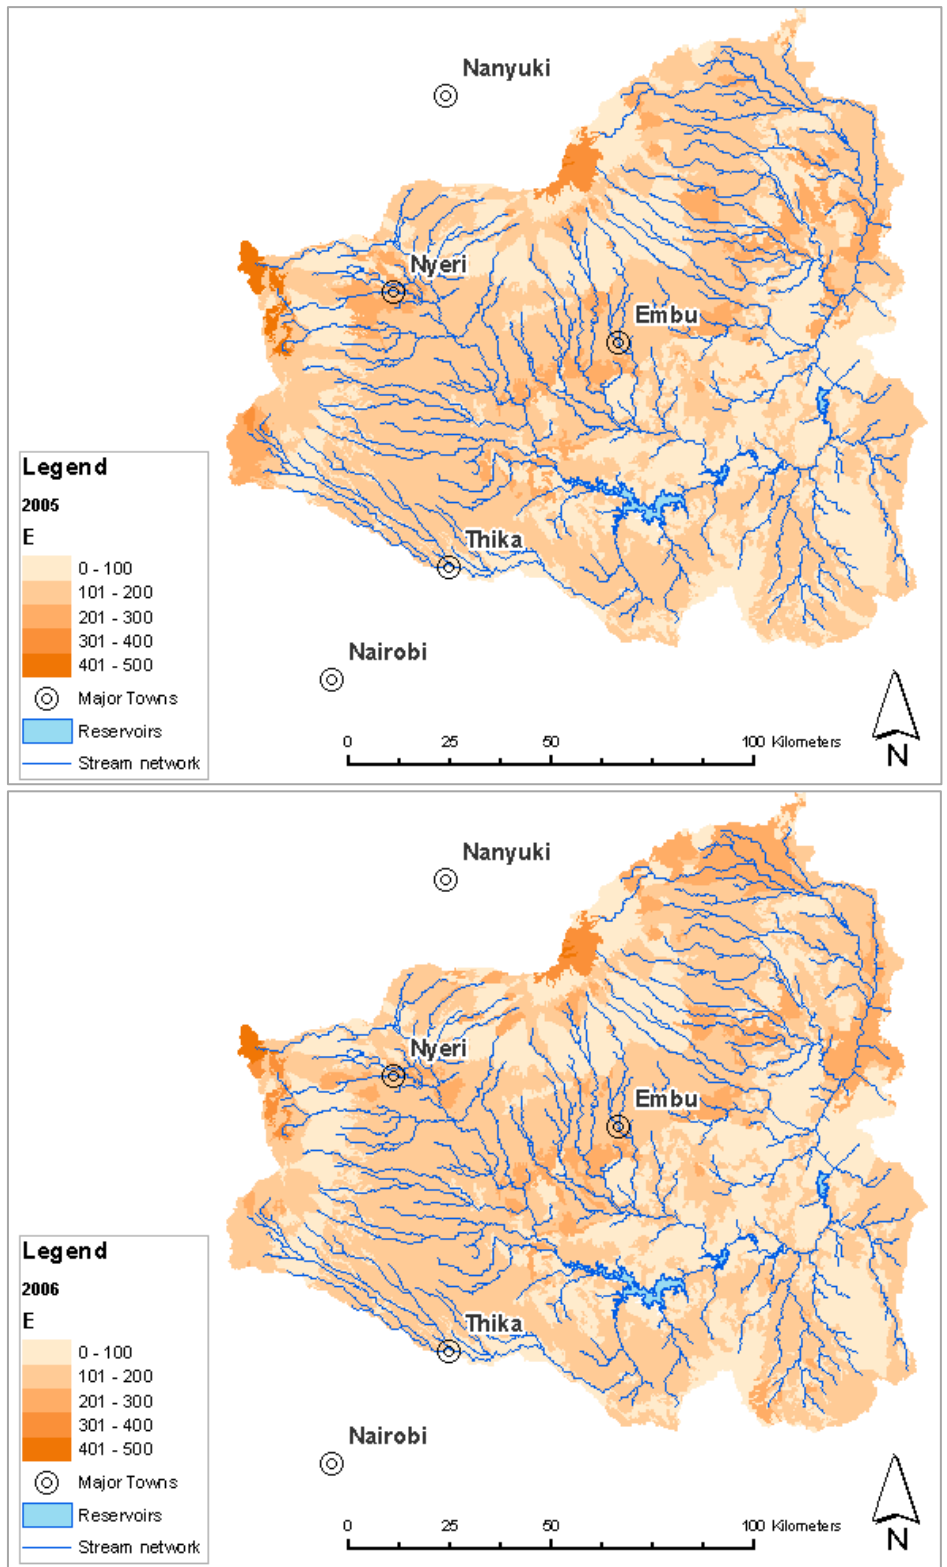 Nanyuki
Nyeri
Embu
Legend
2005
E
0 - 100
101 - 200
201 - 300
301 - 400
401 - 500
Major Towns
Reservoirs
Stream network
Thika
Nairobi
0 25 50 100 Kilometers
N
Nanyuki
Nyeri
Embu
Legend
2006
E
0 - 100
101 - 200
201 - 300
301 - 400
401 - 500
Major Towns
Reservoirs
Stream network
Thika
Nairobi
0 25 50 100 Kilometers
N